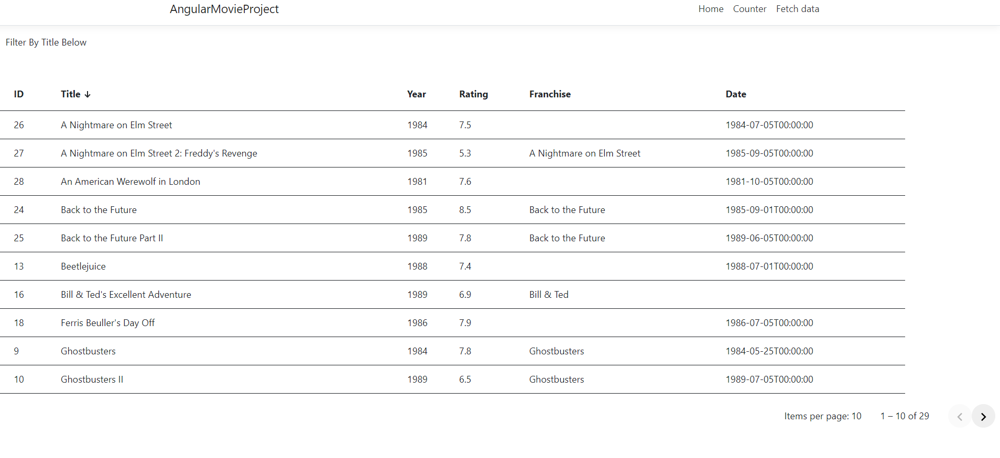 AngularMovieProject Home Counter Fetch data
Filter By Title Below
ID Title ↓ Year Rating Franchise Date
26 A Nightmare on Elm Street 1984 7.5 1984-07-05T00:00:00
27 A Nightmare on Elm Street 2: Freddy's Revenge 1985 5.3 A Nightmare on Elm Street 1985-09-05T00:00:00
28 An American Werewolf in London 1981 7.6 1981-10-05T00:00:00
24 Back to the Future 1985 8.5 Back to the Future 1985-09-01T00:00:00
25 Back to the Future Part II 1989 7.8 Back to the Future 1989-06-05T00:00:00
13 Beetlejuice 1988 7.4 1988-07-01T00:00:00
16 Bill & Ted's Excellent Adventure 1989 6.9 Bill & Ted
18 Ferris Beuller's Day Off 1986 7.9 1986-07-05T00:00:00
9 Ghostbusters 1984 7.8 Ghostbusters 1984-05-25T00:00:00
10 Ghostbusters II 1989 6.5 Ghostbusters 1989-07-05T00:00:00
Items per page: 10 1 – 10 of 29